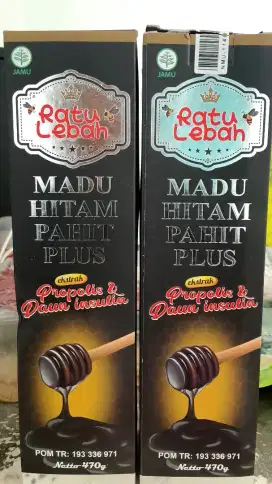 JAMU
Ratu
Lebah
MADU
HITAM
PAHIT
PLUS
ekstrak
Propolis &
Daun insulin
POM TR: 193 336 971
Netto 470g
JAMU
Ratu
Lebah
MADU
HITAM
PAHIT
PLUS
ekstrak
Propolis &
Daun insulin
POM TR: 193 336 971
Netto 470g